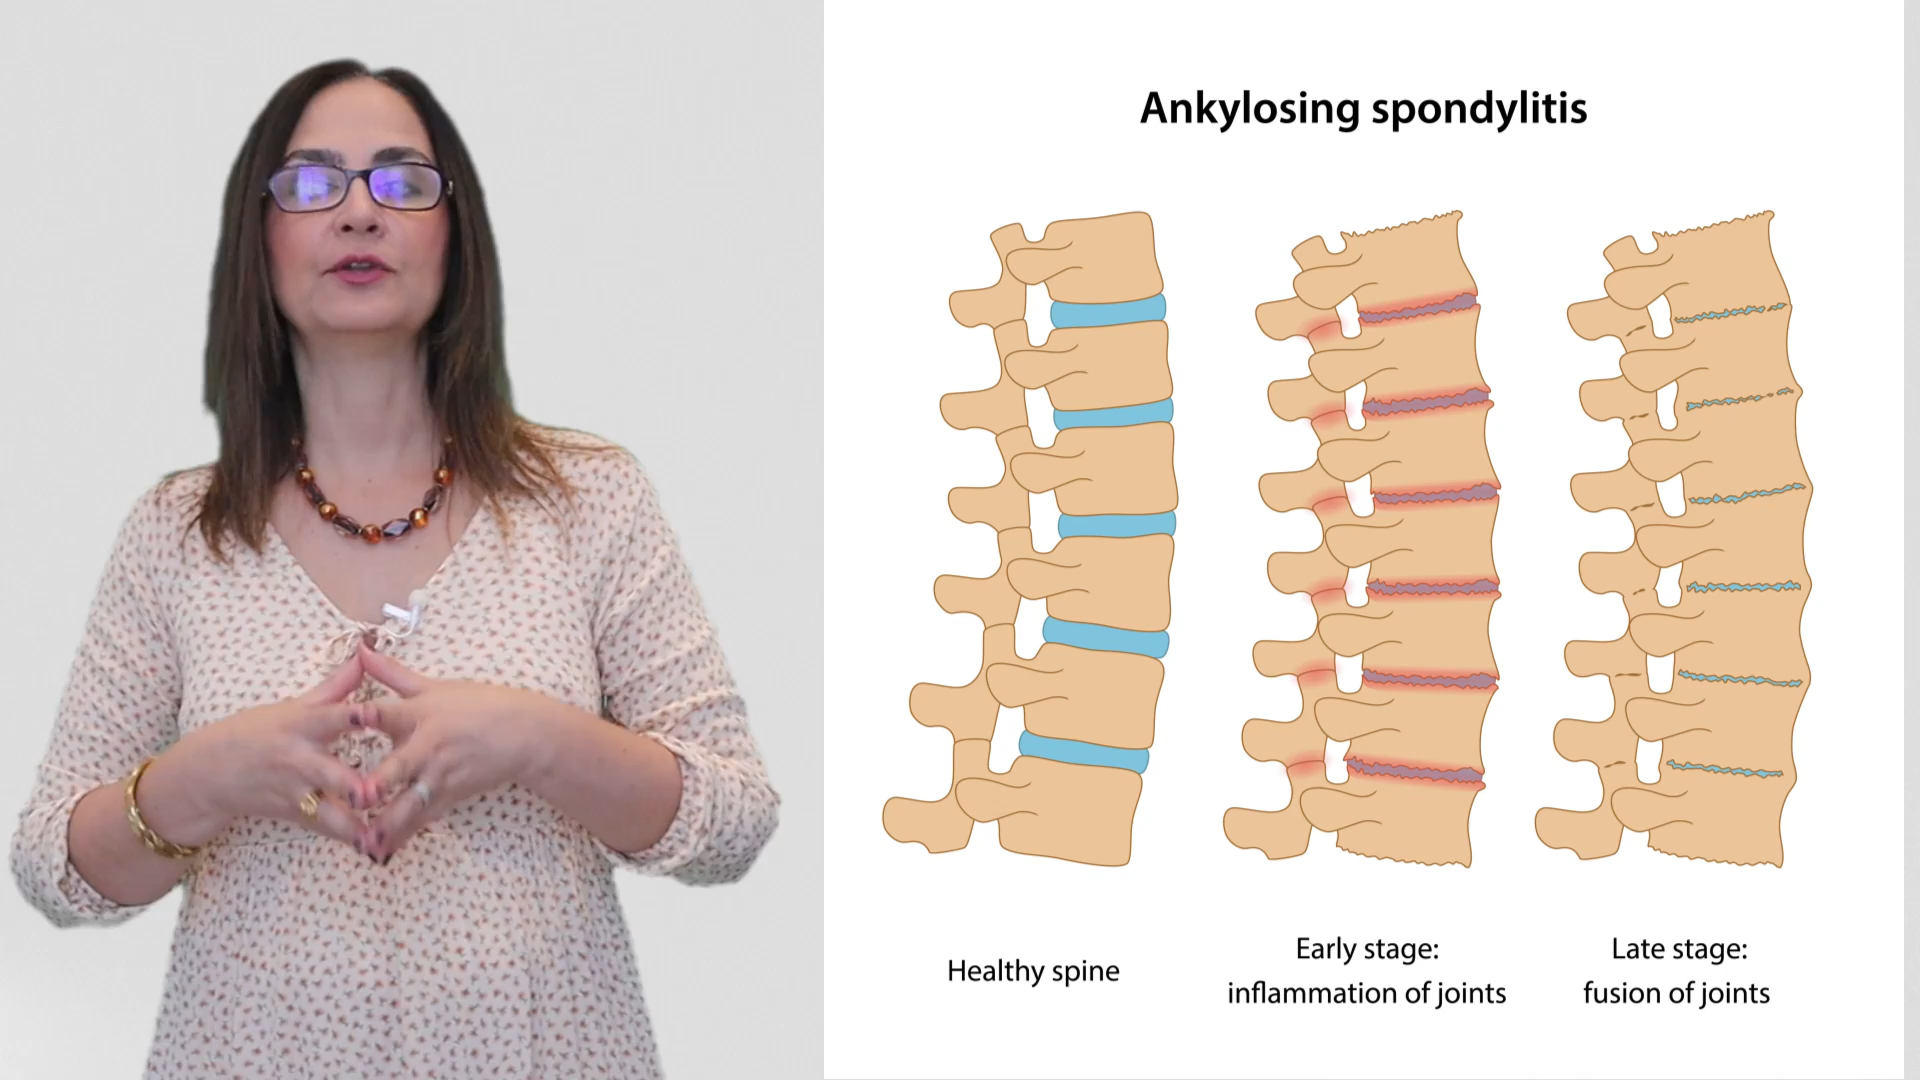 Ankylosing spondylitis
Healthy spine
Early stage:
inflammation of joints
Late stage:
fusion of joints